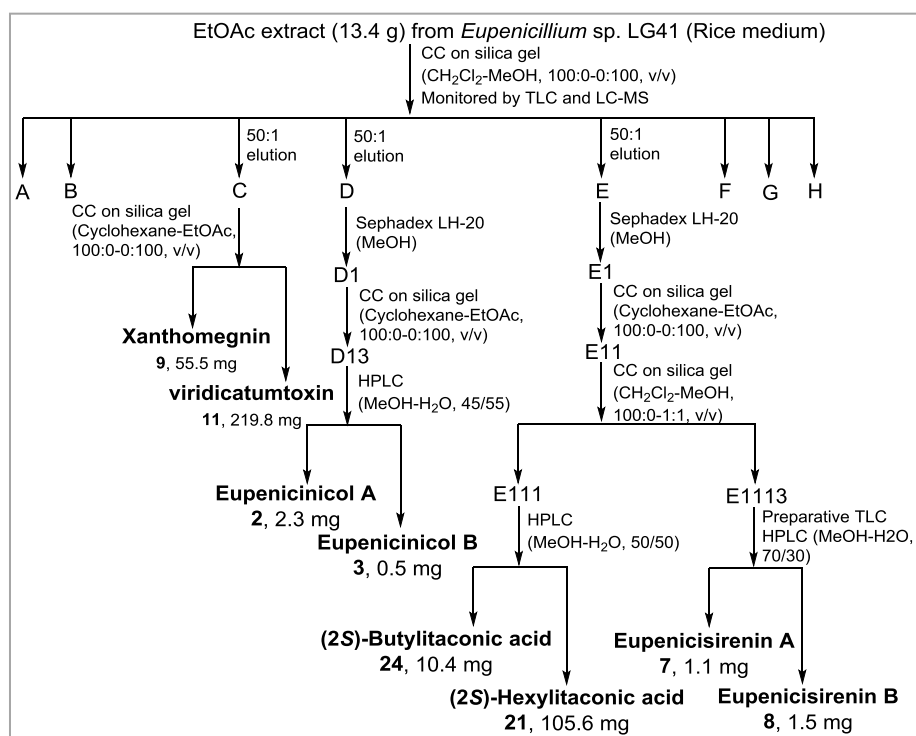 EtOAc extract (13.4 g) from Eupenicillium sp. LG41 (Rice medium)
CC on silica gel
(CH₂Cl₂-MeOH, 100:0-0:100, v/v)
Monitored by TLC and LC-MS
50:1
elution
50:1
elution
50:1
elution
A
B
C
D
E
F
G
H
CC on silica gel
(Cyclohexane-EtOAc,
100:0-0:100, v/v)
Xanthomegnin
9, 55.5 mg
viridicatumtoxin
11, 219.8 mg
Sephadex LH-20
(MeOH)
D1
CC on silica gel
(Cyclohexane-EtOAc,
100:0-0:100, v/v)
D13
HPLC
(MeOH-H₂O, 45/55)
Eupenicinicol A
2, 2.3 mg
Eupenicinicol B
3, 0.5 mg
Sephadex LH-20
(MeOH)
E1
CC on silica gel
(Cyclohexane-EtOAc,
100:0-0:100, v/v)
E11
CC on silica gel
(CH₂Cl₂-MeOH,
100:0-1:1, v/v)
E111
HPLC
(MeOH-H₂O, 50/50)
(2S)-Butylitaconic acid
24, 10.4 mg
(2S)-Hexylitaconic acid
21, 105.6 mg
E1113
Preparative TLC
HPLC (MeOH-H2O,
70/30)
Eupenicisirenin A
7, 1.1 mg
Eupenicisirenin B
8, 1.5 mg